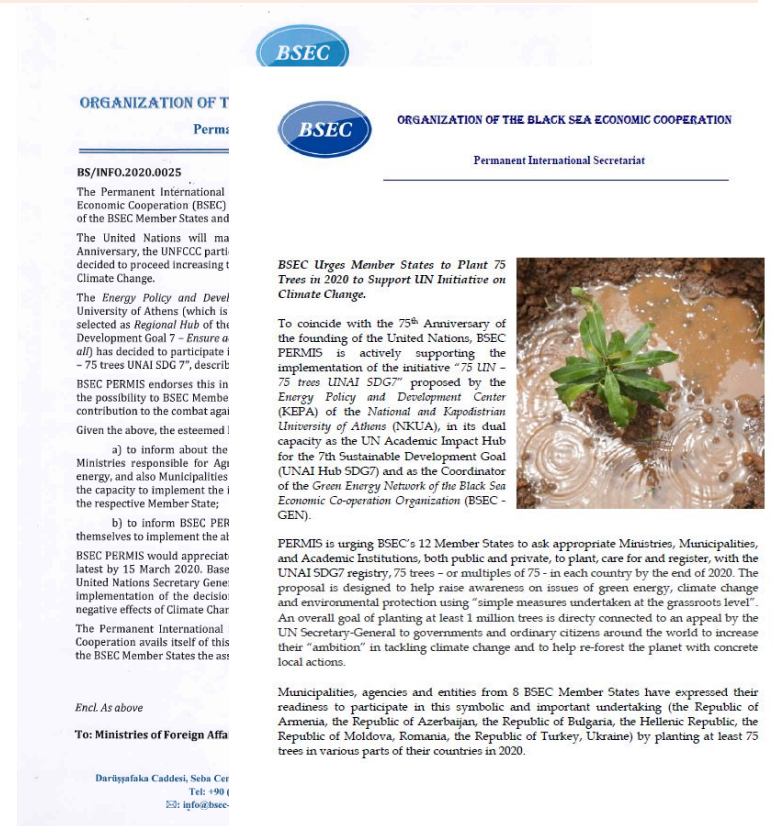 BSEC
ORGANIZATION OF T
Perma
BS/INFO.2020.0025
The Permanent International
Economic Cooperation (BSEC)
of the BSEC Member States and
The United Nations will ma
Anniversary, the UNFCCC parti
decided to proceed increasing t
Climate Change.
The Energy Policy and Devel
University of Athens (which is
selected as Regional Hub of the
Development Goal 7 – Ensure a
all) has decided to participate i
– 75 trees UNAI SDG 7", describ
BSEC PERMIS endorses this in
the possibility to BSEC Membe
contribution to the combat agai
Given the above, the esteemed
a) to inform about the
Ministries responsible for Agr
energy, and also Municipalities
the capacity to implement the i
the respective Member State;
b) to inform BSEC PER
themselves to implement the ab
BSEC PERMIS would appreciat
latest by 15 March 2020. Base
United Nations Secretary Gene
implementation of the decisio
negative effects of Climate Chan
The Permanent International
Cooperation avails itself of this
the BSEC Member States the ass
Encl. As above
To: Ministries of Foreign Affa
Darüşşafaka Caddesi, Seba Cer
Tel: +90 (
✉: info@bsec-
BSEC
ORGANIZATION OF THE BLACK SEA ECONOMIC COOPERATION
Permanent International Secretariat
BSEC Urges Member States to Plant 75
Trees in 2020 to Support UN Initiative on
Climate Change.
To coincide with the 75th Anniversary of
the founding of the United Nations, BSEC
PERMIS is actively supporting the
implementation of the initiative "75 UN –
75 trees UNAI SDG7" proposed by the
Energy Policy and Development Center
(KEPA) of the National and Kapodistrian
University of Athens (NKUA), in its dual
capacity as the UN Academic Impact Hub
for the 7th Sustainable Development Goal
(UNAI Hub SDG7) and as the Coordinator
of the Green Energy Network of the Black Sea
Economic Co-operation Organization (BSEC -
GEN).
PERMIS is urging BSEC's 12 Member States to ask appropriate Ministries, Municipalities,
and Academic Institutions, both public and private, to plant, care for and register, with the
UNAI SDG7 registry, 75 trees – or multiples of 75 - in each country by the end of 2020. The
proposal is designed to help raise awareness on issues of green energy, climate change
and environmental protection using "simple measures undertaken at the grassroots level".
An overall goal of planting at least 1 million trees is directy connected to an appeal by the
UN Secretary-General to governments and ordinary citizens around the world to increase
their "ambition" in tackling climate change and to help re-forest the planet with concrete
local actions.
Municipalities, agencies and entities from 8 BSEC Member States have expressed their
readiness to participate in this symbolic and important undertaking (the Republic of
Armenia, the Republic of Azerbaijan, the Republic of Bulgaria, the Hellenic Republic, the
Republic of Moldova, Romania, the Republic of Turkey, Ukraine) by planting at least 75
trees in various parts of their countries in 2020.